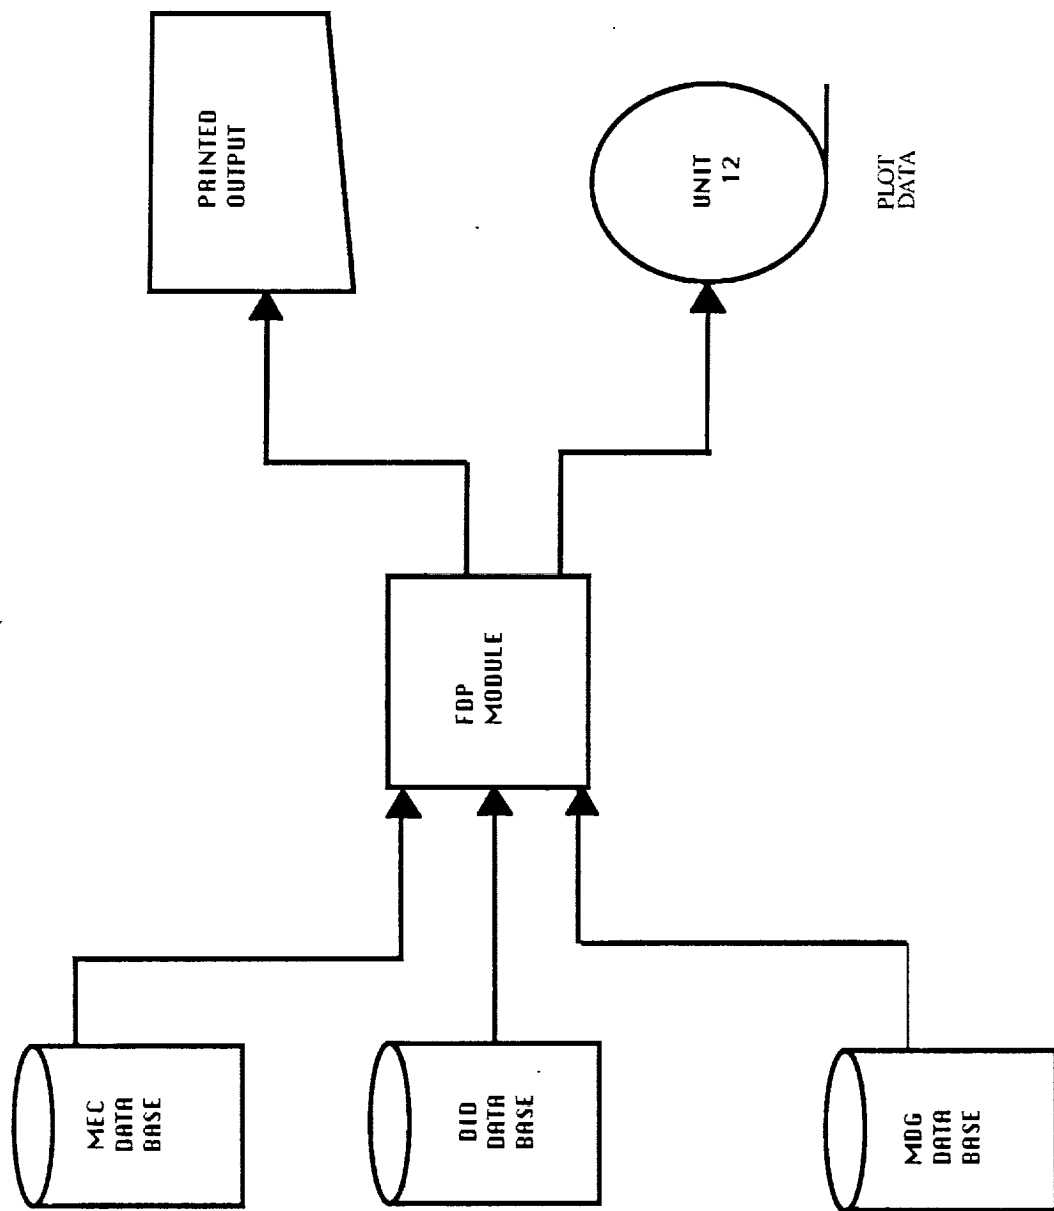 MEC
DATA
BASE
DID
DATA
BASE
MDG
DATA
BASE
FDP
MODULE
PRINTED
OUTPUT
UNIT
12
PLOT
DATA